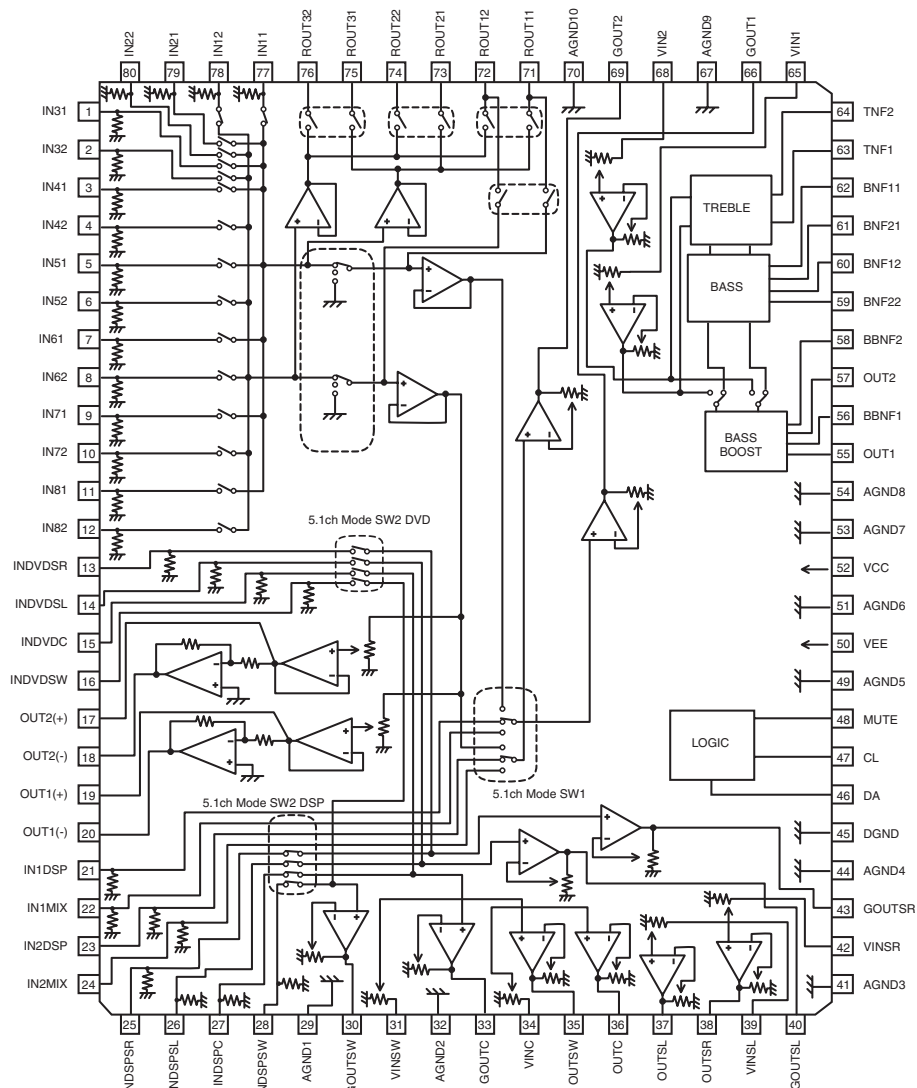 IN22
IN21
IN12
IN11
ROUT32
ROUT31
ROUT22
ROUT21
ROUT12
ROUT11
AGND10
GOUT2
VIN2
AGND9
GOUT1
VIN1
80
79
78
77
76
75
74
73
72
71
70
69
68
67
66
65
IN31 1
IN32 2
IN41 3
IN42 4
IN51 5
IN52 6
IN61 7
IN62 8
IN71 9
IN72 10
IN81 11
IN82 12
INDVDSR 13
INDVDSL 14
INDVDC 15
INDVDSW 16
OUT2(+) 17
OUT2(-) 18
OUT1(+) 19
OUT1(-) 20
IN1DSP 21
IN1MIX 22
IN2DSP 23
IN2MIX 24
64 TNF2
63 TNF1
62 BNF11
61 BNF21
60 BNF12
59 BNF22
58 BBNF2
57 OUT2
56 BBNF1
55 OUT1
54 AGND8
53 AGND7
52 VCC
51 AGND6
50 VEE
49 AGND5
48 MUTE
47 CL
46 DA
45 DGND
44 AGND4
43 GOUTSR
42 VINSR
41 AGND3
TREBLE
BASS
BASS
BOOST
LOGIC
5.1ch Mode SW2 DVD
5.1ch Mode SW1
5.1ch Mode SW2 DSP
+ -
+ -
+ -
+ -
+ -
+ -
+ -
+ -
- +
+ -
- +
+ -
+ -
+ -
- +
- +
+ -
+ -
+ -
+ -
25
26
27
28
29
30
31
32
33
34
35
36
37
38
39
40
NDSPSR
NDSPSL
INDSPC
NDSPSW
AGND1
GOUTSW
VINSW
AGND2
GOUTC
VINC
OUTSW
OUTC
OUTSL
OUTSR
VINSL
GOUTSL